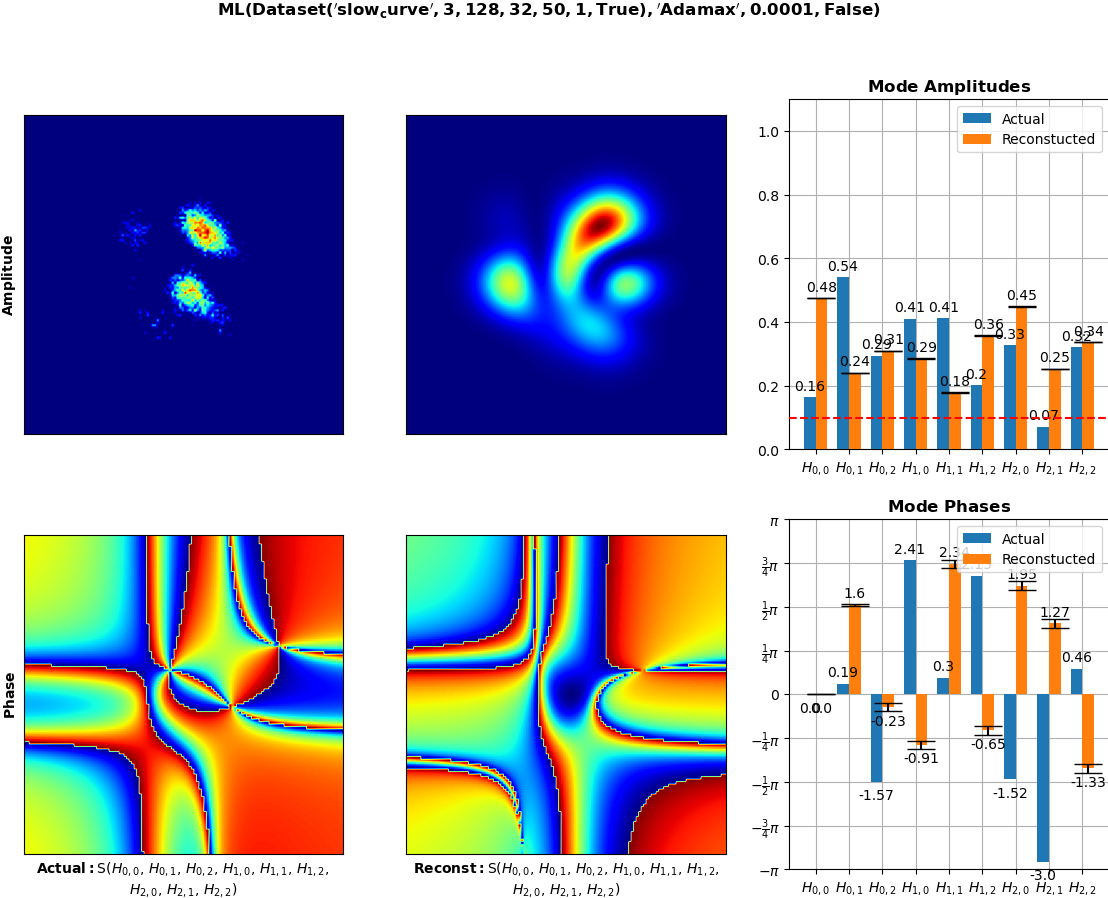 ML(Dataset('slow_curve', 3, 128, 32, 50, 1, True), 'Adamax', 0.0001, False)
Amplitude
Mode Amplitudes
Actual
Reconstucted
1.0
0.8
0.6
0.4
0.2
0.0
0.16
0.48
0.54
0.24
0.29
0.31
0.41
0.29
0.41
0.18
0.2
0.36
0.33
0.45
0.07
0.25
0.32
0.34
H0,0 H0,1 H0,2 H1,0 H1,1 H1,2 H2,0 H2,1 H2,2
Phase
Mode Phases
Actual
Reconstucted
π
3/4π
1/2π
1/4π
0
−1/4π
−1/2π
−3/4π
−π
0.0
0.0
0.19
1.6
-1.57
-0.23
2.41
-0.91
0.3
-0.65
-1.52
1.95
-3.0
1.27
0.46
-1.33
H0,0 H0,1 H0,2 H1,0 H1,1 H1,2 H2,0 H2,1 H2,2
Actual: S(H0,0, H0,1, H0,2, H1,0, H1,1, H1,2,
H2,0, H2,1, H2,2)
Reconst: S(H0,0, H0,1, H0,2, H1,0, H1,1, H1,2,
H2,0, H2,1, H2,2)